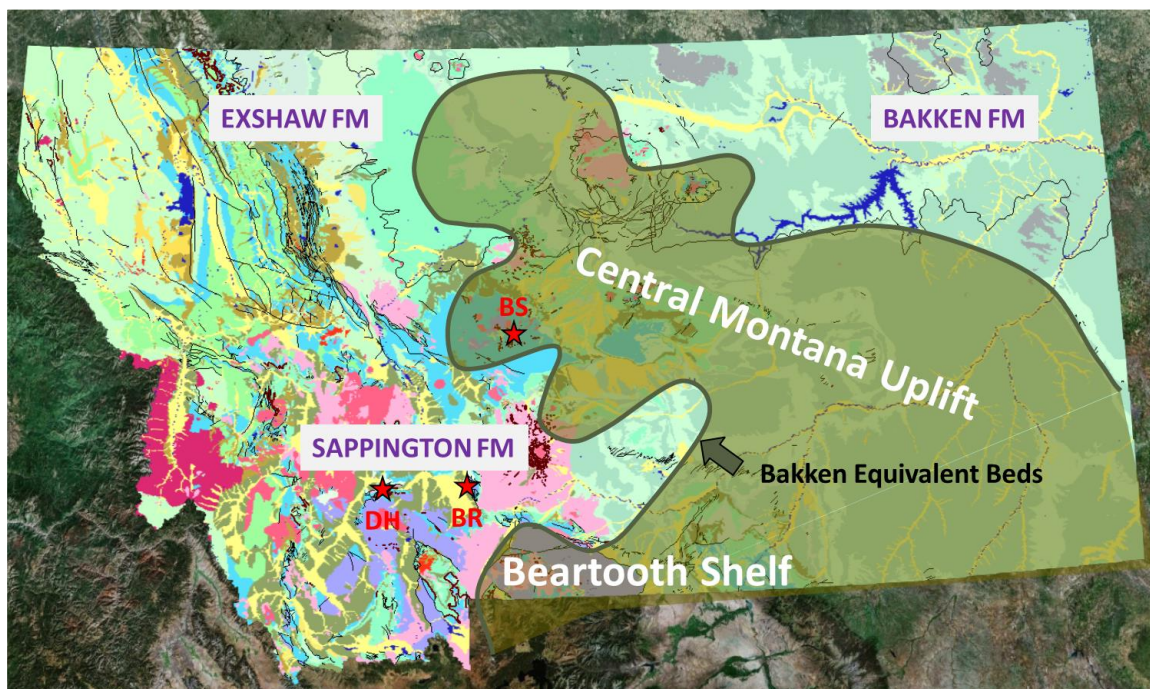 EXSHAW FM
BAKKEN FM
Central Montana Uplift
BS
SAPPINGTON FM
Bakken Equivalent Beds
DH
BR
Beartooth Shelf